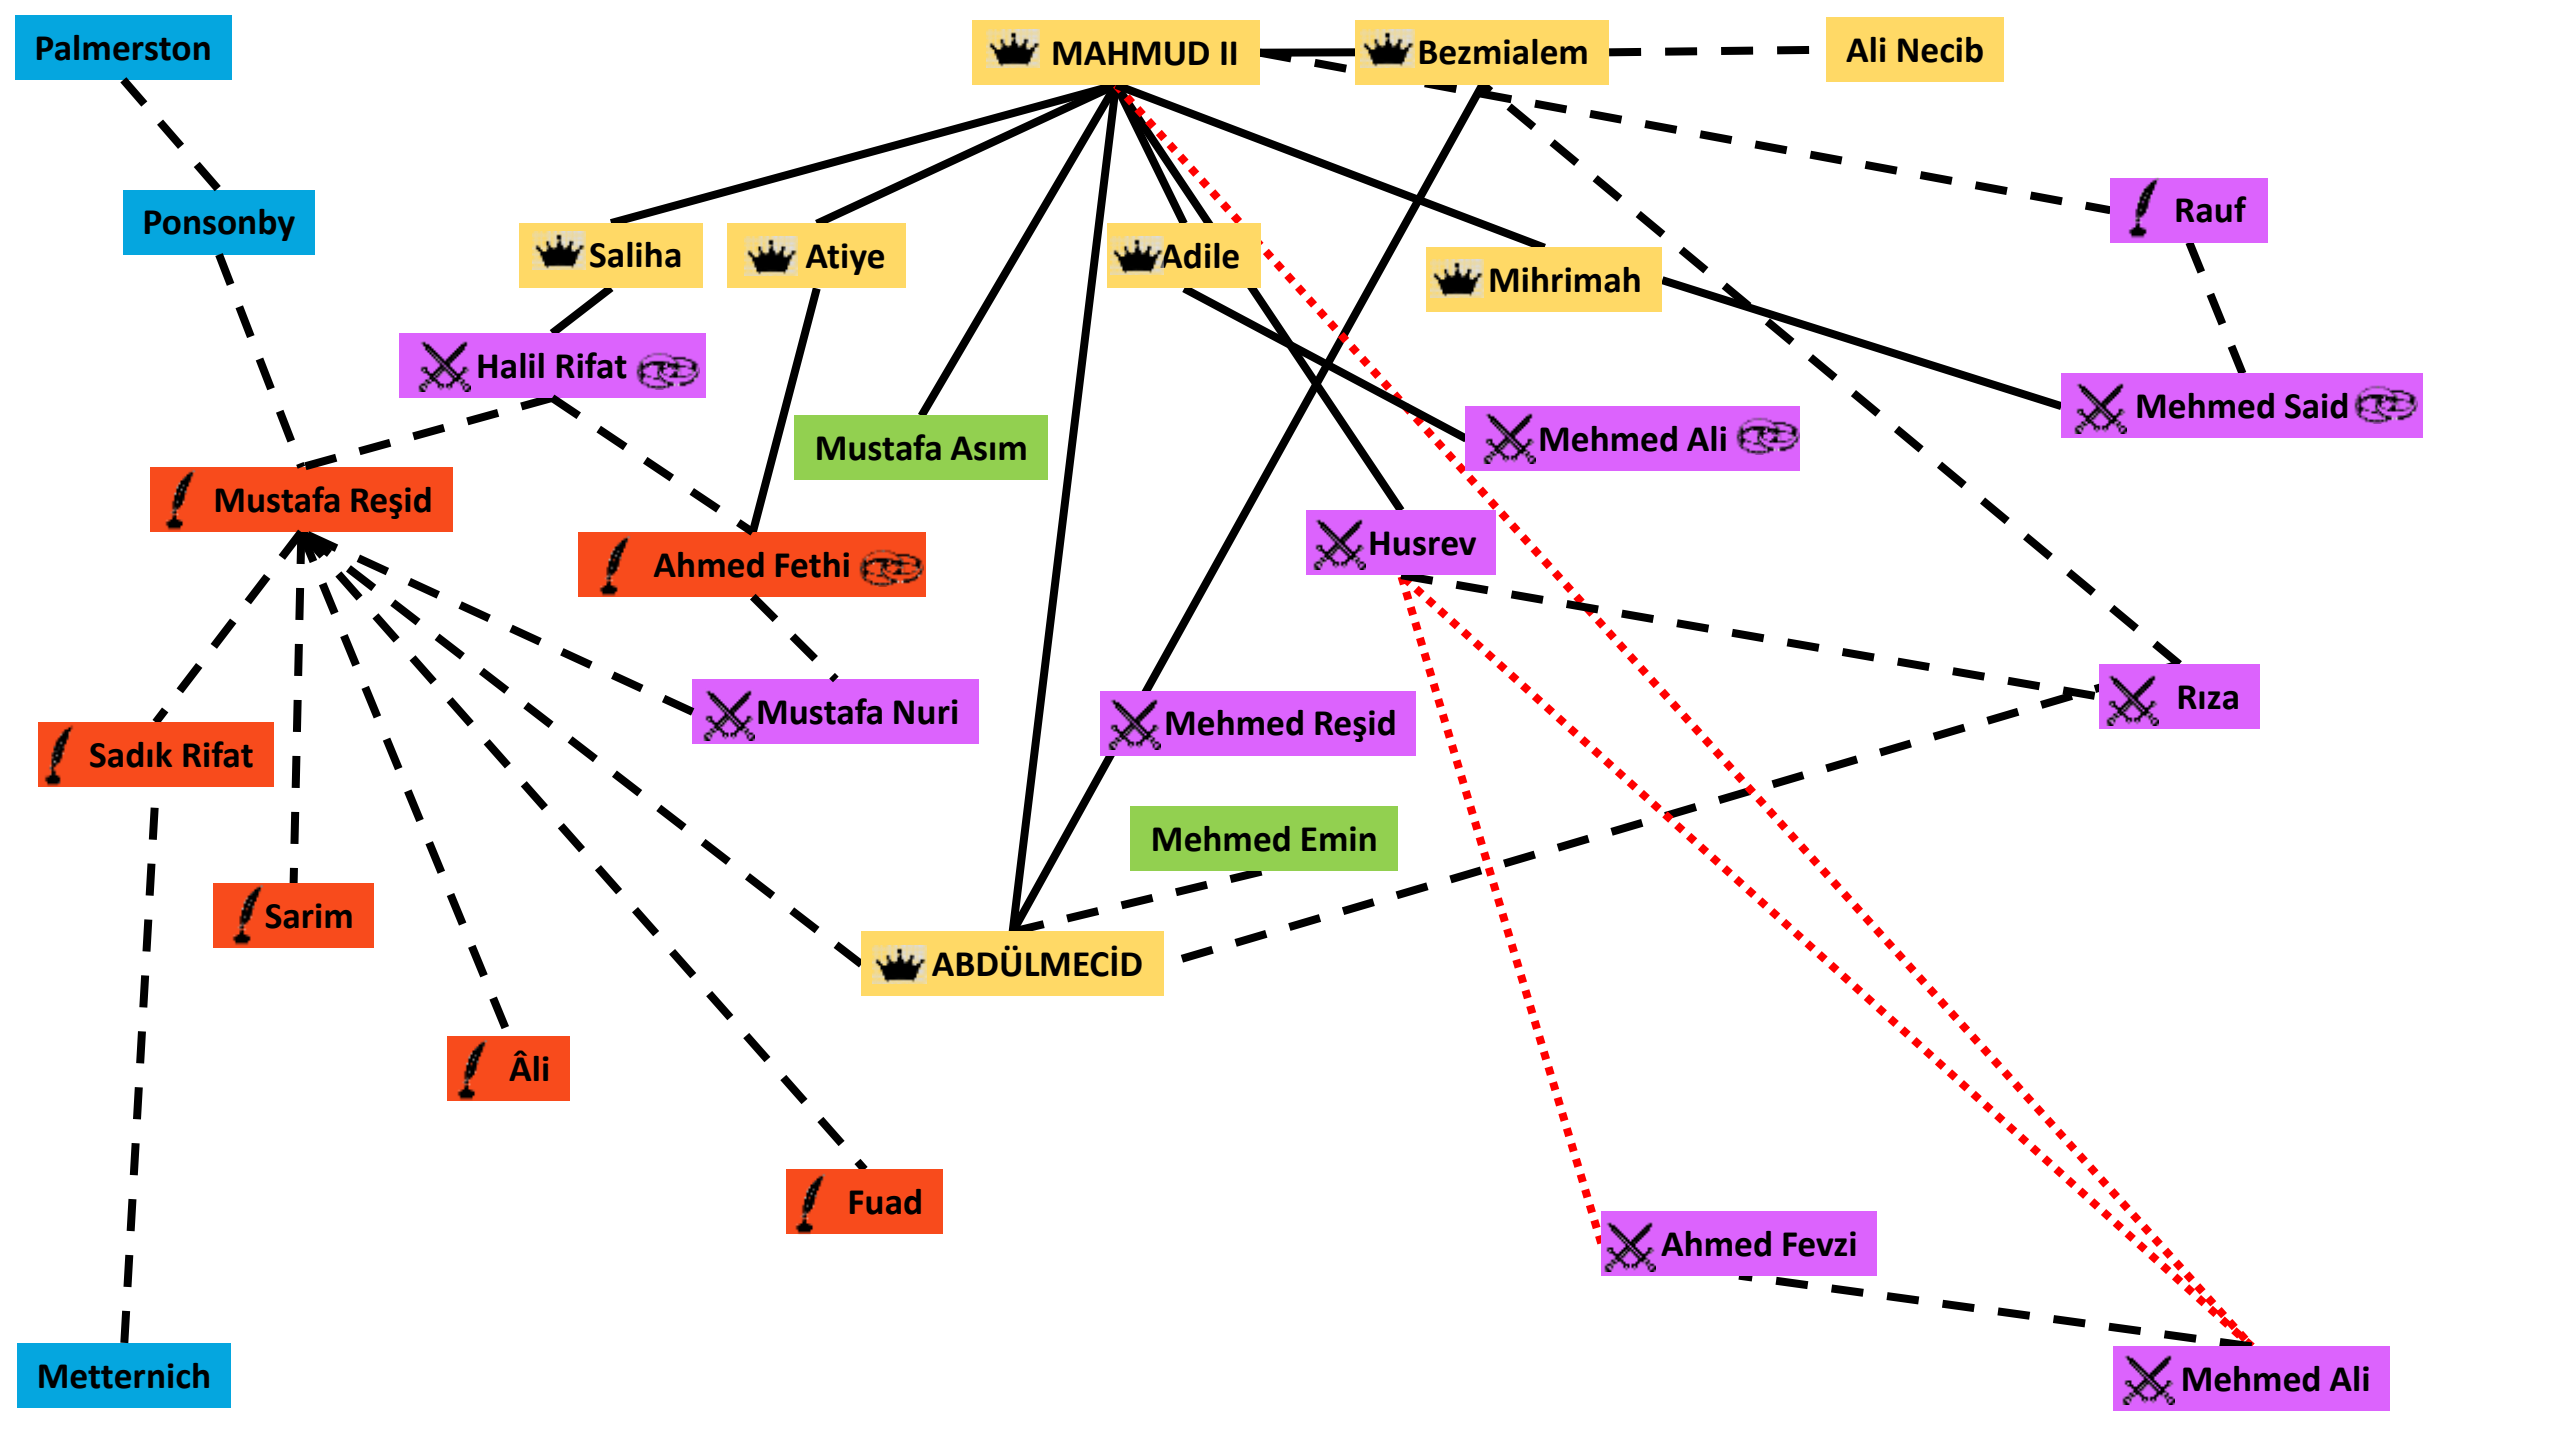 Palmerston
MAHMUD II
Bezmialem
Ali Necib
Ponsonby
Rauf
Saliha
Atiye
Adile
Mihrimah
Halil Rifat
Mehmed Said
Mustafa Asım
Mehmed Ali
Mustafa Reşid
Husrev
Ahmed Fethi
Mustafa Nuri
Mehmed Reşid
Rıza
Sadık Rifat
Mehmed Emin
Sarim
ABDÜLMECİD
Âli
Fuad
Ahmed Fevzi
Metternich
Mehmed Ali